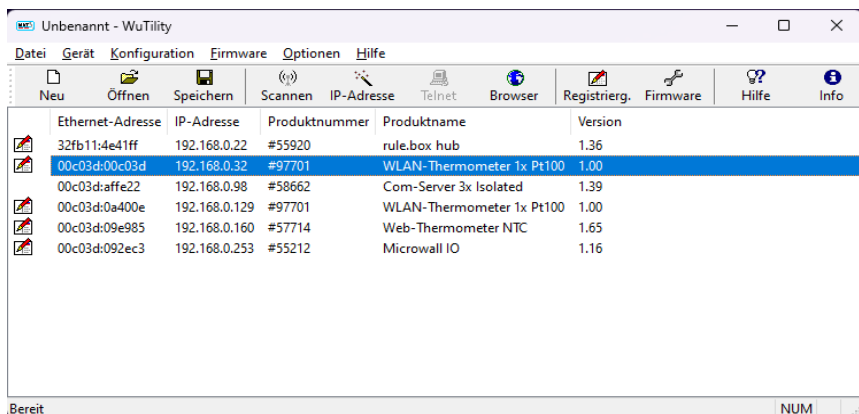 W&T Unbenannt - WuTility
Datei Gerät Konfiguration Firmware Optionen Hilfe
Neu Öffnen Speichern Scannen IP-Adresse Telnet Browser Registrierg. Firmware Hilfe Info
Ethernet-Adresse IP-Adresse Produktnummer Produktname Version
32fb11:4e41ff 192.168.0.22 #55920 rule.box hub 1.36
00c03d:00c03d 192.168.0.32 #97701 WLAN-Thermometer 1x Pt100 1.00
00c03d:affe22 192.168.0.98 #58662 Com-Server 3x Isolated 1.39
00c03d:0a400e 192.168.0.129 #97701 WLAN-Thermometer 1x Pt100 1.00
00c03d:09e985 192.168.0.160 #57714 Web-Thermometer NTC 1.65
00c03d:092ec3 192.168.0.253 #55212 Microwall IO 1.16
Bereit NUM